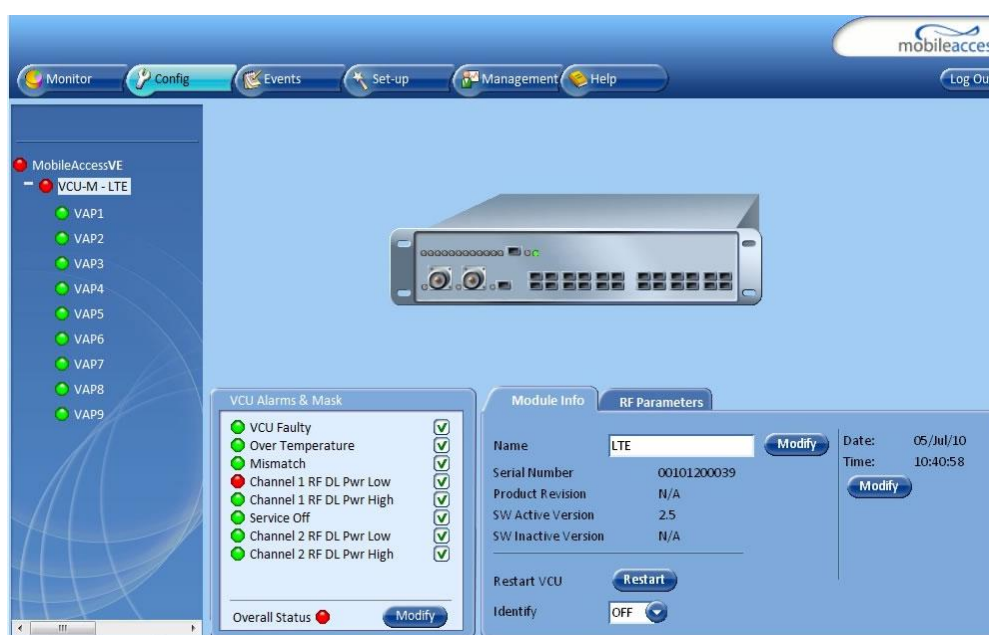 mobileacces
Monitor
Config
Events
Set-up
Management
Help
Log Ou
MobileAccessVE
VCU-M - LTE
VAP1
VAP2
VAP3
VAP4
VAP5
VAP6
VAP7
VAP8
VAP9
VCU Alarms & Mask
VCU Faulty
Over Temperature
Mismatch
Channel 1 RF DL Pwr Low
Channel 1 RF DL Pwr High
Service Off
Channel 2 RF DL Pwr Low
Channel 2 RF DL Pwr High
Overall Status
Modify
Module Info
RF Parameters
Name LTE Modify
Serial Number 00101200039
Product Revision N/A
SW Active Version 2.5
SW Inactive Version N/A
Restart VCU Restart
Identify OFF
Date: 05/Jul/10
Time: 10:40:58
Modify